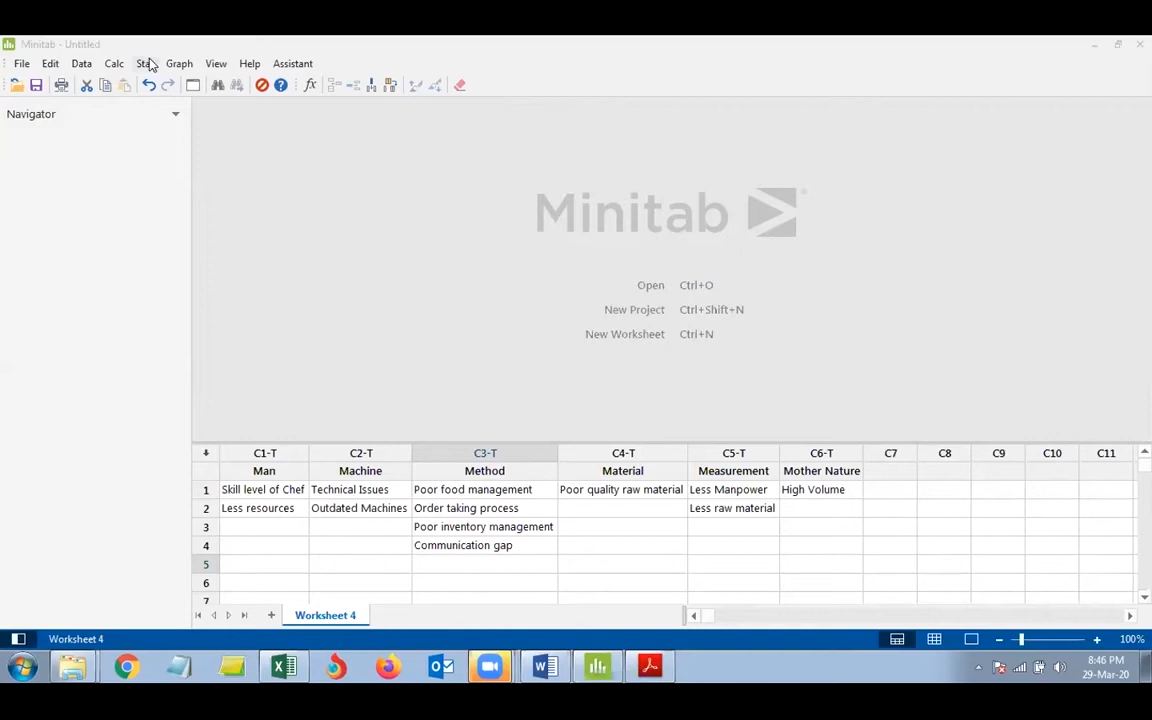 Minitab - Untitled
File Edit Data Calc Sta Graph View Help Assistant
Navigator
Minitab
Open Ctrl+O
New Project Ctrl+Shift+N
New Worksheet Ctrl+N
C1-T C2-T C3-T C4-T C5-T C6-T C7 C8 C9 C10 C11
Man Machine Method Material Measurement Mother Nature
1 Skill level of Chef Technical Issues Poor food management Poor quality raw material Less Manpower High Volume
2 Less resources Outdated Machines Order taking process Less raw material
3 Poor inventory management
4 Communication gap
5
6
7
Worksheet 4
Worksheet 4 100%
8:46 PM
29-Mar-20